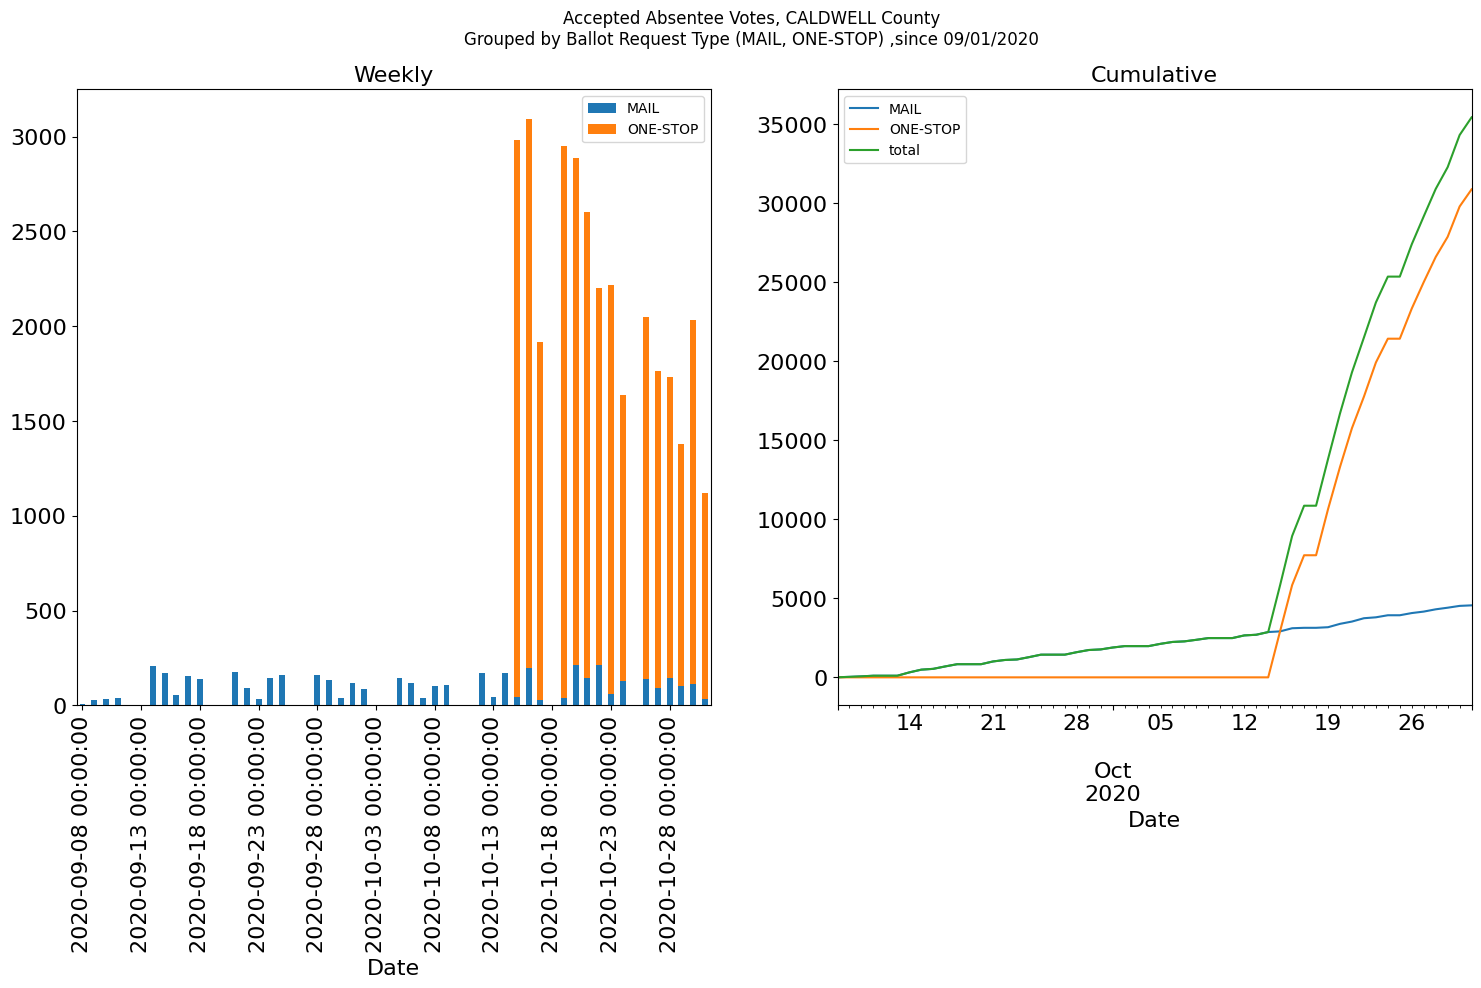 Accepted Absentee Votes, CALDWELL County
Grouped by Ballot Request Type (MAIL, ONE-STOP) ,since 09/01/2020
Weekly
MAIL
ONE-STOP
3000
2500
2000
1500
1000
500
0
2020-09-08 00:00:00
2020-09-13 00:00:00
2020-09-18 00:00:00
2020-09-23 00:00:00
2020-09-28 00:00:00
2020-10-03 00:00:00
2020-10-08 00:00:00
2020-10-13 00:00:00
2020-10-18 00:00:00
2020-10-23 00:00:00
2020-10-28 00:00:00
Date
Cumulative
MAIL
ONE-STOP
total
35000
30000
25000
20000
15000
10000
5000
0
14 21 28 05 12 19 26
Oct
2020
Date